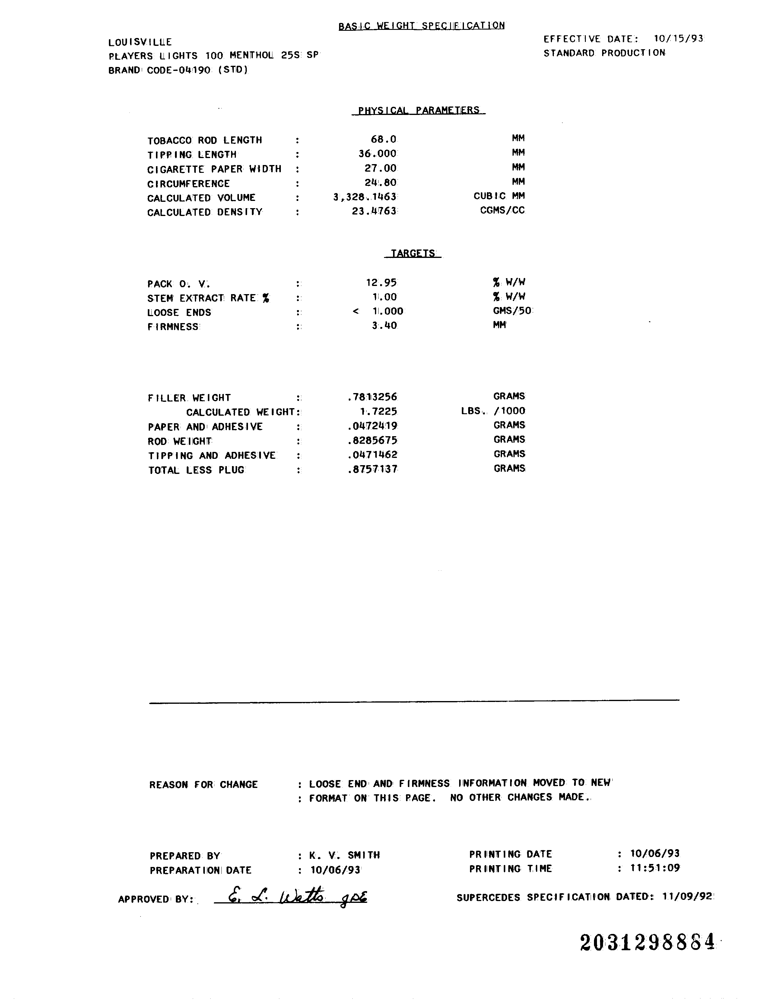 BASIC WEIGHT SPECIFICATION
LOUISVILLE
EFFECTIVE DATE: 10/15/93
PLAYERS LIGHTS 100 MENTHOL 25S SP
STANDARD PRODUCTION
BRAND CODE-04190 (STD)
PHYSICAL PARAMETERS
TOBACCO ROD LENGTH : 68.0 MM
TIPPING LENGTH : 36.000 MM
CIGARETTE PAPER WIDTH : 27.00 MM
CIRCUMFERENCE : 24.80 MM
CALCULATED VOLUME : 3,328.1463 CUBIC MM
CALCULATED DENSITY : 23.4763 CGMS/CC
TARGETS
PACK O. V. : 12.95 % W/W
STEM EXTRACT RATE % : 1.00 % W/W
LOOSE ENDS : < 1.000 GMS/50
FIRMNESS : 3.40 MM
FILLER WEIGHT : .7813256 GRAMS
CALCULATED WEIGHT: 1.7225 LBS. /1000
PAPER AND ADHESIVE : .0472419 GRAMS
ROD WEIGHT : .8285675 GRAMS
TIPPING AND ADHESIVE : .0471462 GRAMS
TOTAL LESS PLUG : .8757137 GRAMS
REASON FOR CHANGE : LOOSE END AND FIRMNESS INFORMATION MOVED TO NEW
: FORMAT ON THIS PAGE. NO OTHER CHANGES MADE.
PREPARED BY : K. V. SMITH PRINTING DATE : 10/06/93
PREPARATION DATE : 10/06/93 PRINTING TIME : 11:51:09
APPROVED BY: E. L. Watts SUPERCEDES SPECIFICATION DATED: 11/09/92
2031298884